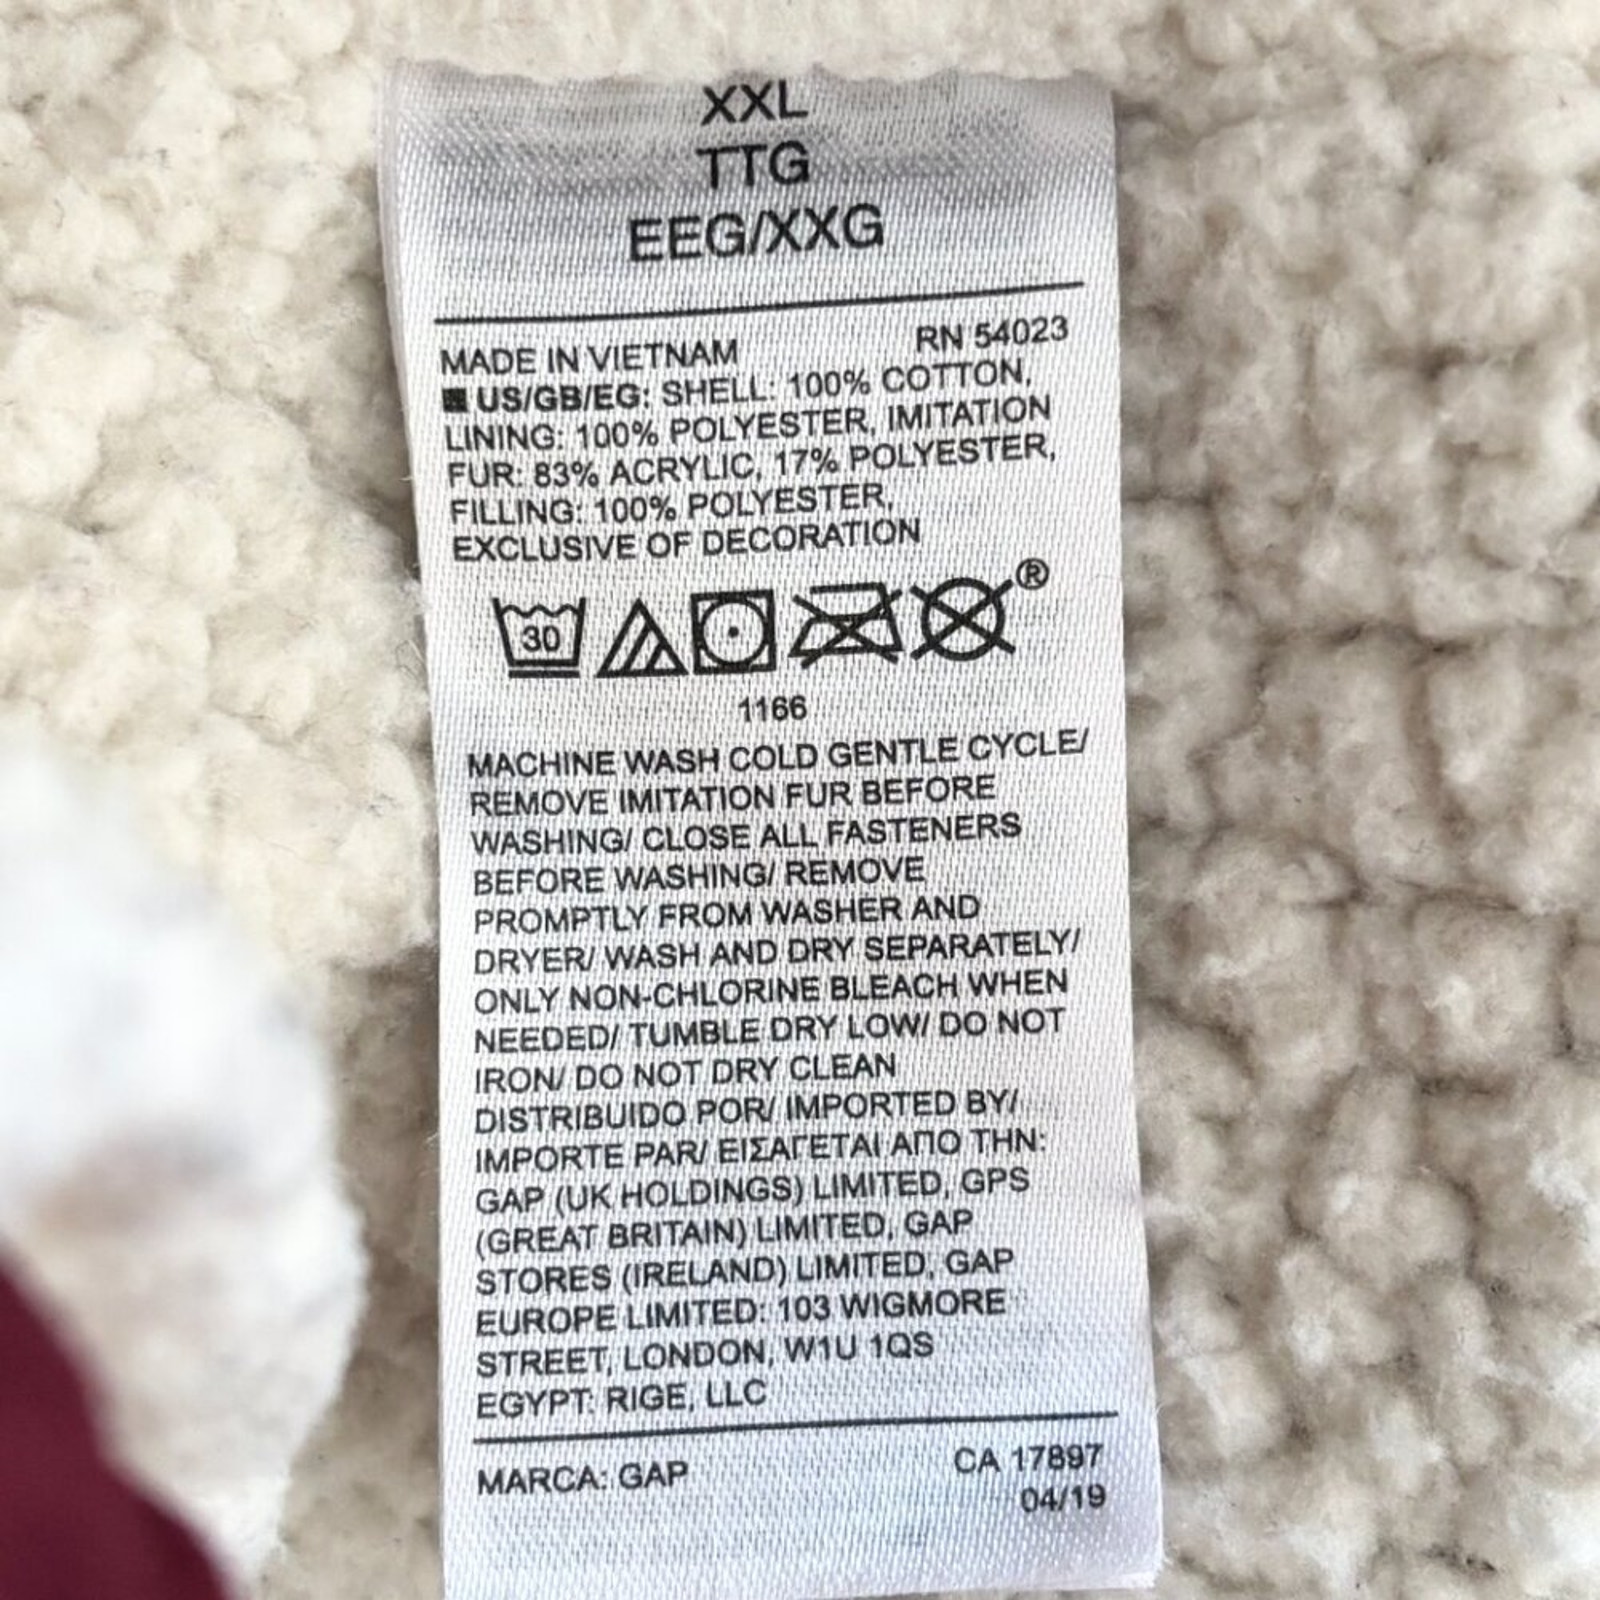 XXL
TTG
EEG/XXG
MADE IN VIETNAM RN 54023
US/GB/EG: SHELL: 100% COTTON,
LINING: 100% POLYESTER, IMITATION
FUR: 83% ACRYLIC, 17% POLYESTER,
FILLING: 100% POLYESTER,
EXCLUSIVE OF DECORATION
30 ®
1166
MACHINE WASH COLD GENTLE CYCLE/
REMOVE IMITATION FUR BEFORE
WASHING/ CLOSE ALL FASTENERS
BEFORE WASHING/ REMOVE
PROMPTLY FROM WASHER AND
DRYER/ WASH AND DRY SEPARATELY/
ONLY NON-CHLORINE BLEACH WHEN
NEEDED/ TUMBLE DRY LOW/ DO NOT
IRON/ DO NOT DRY CLEAN
DISTRIBUIDO POR/ IMPORTED BY/
IMPORTE PAR/ ΕΙΣΑΓΕΤΑΙ ΑΠΟ ΤΗΝ:
GAP (UK HOLDINGS) LIMITED, GPS
(GREAT BRITAIN) LIMITED, GAP
STORES (IRELAND) LIMITED, GAP
EUROPE LIMITED: 103 WIGMORE
STREET, LONDON, W1U 1QS
EGYPT: RIGE, LLC
MARCA: GAP CA 17897
04/19